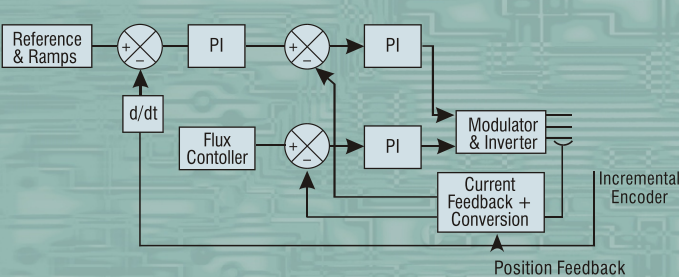 Reference
& Ramps
+
−
PI
+
−
PI
d/dt
Flux
Contoller
+
−
PI
Modulator
& Inverter
Current
Feedback +
Conversion
Incremental
Encoder
Position Feedback